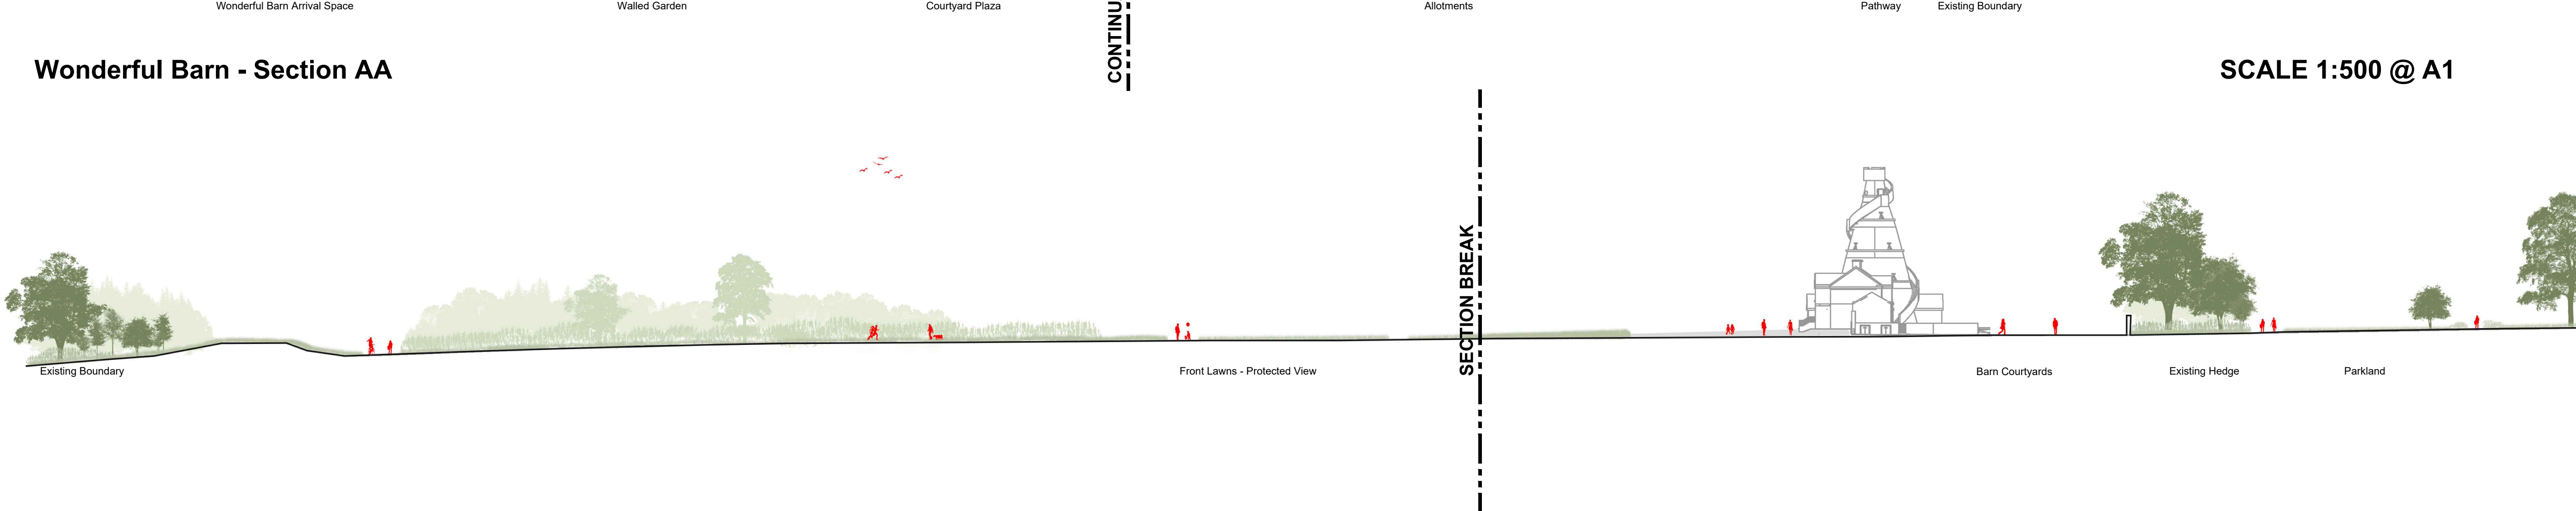 Wonderful Barn Arrival Space
Walled Garden
Courtyard Plaza
CONTINU
Allotments
Pathway
Existing Boundary
Wonderful Barn - Section AA
SCALE 1:500 @ A1
SECTION BREAK
Existing Boundary
Front Lawns - Protected View
Barn Courtyards
Existing Hedge
Parkland